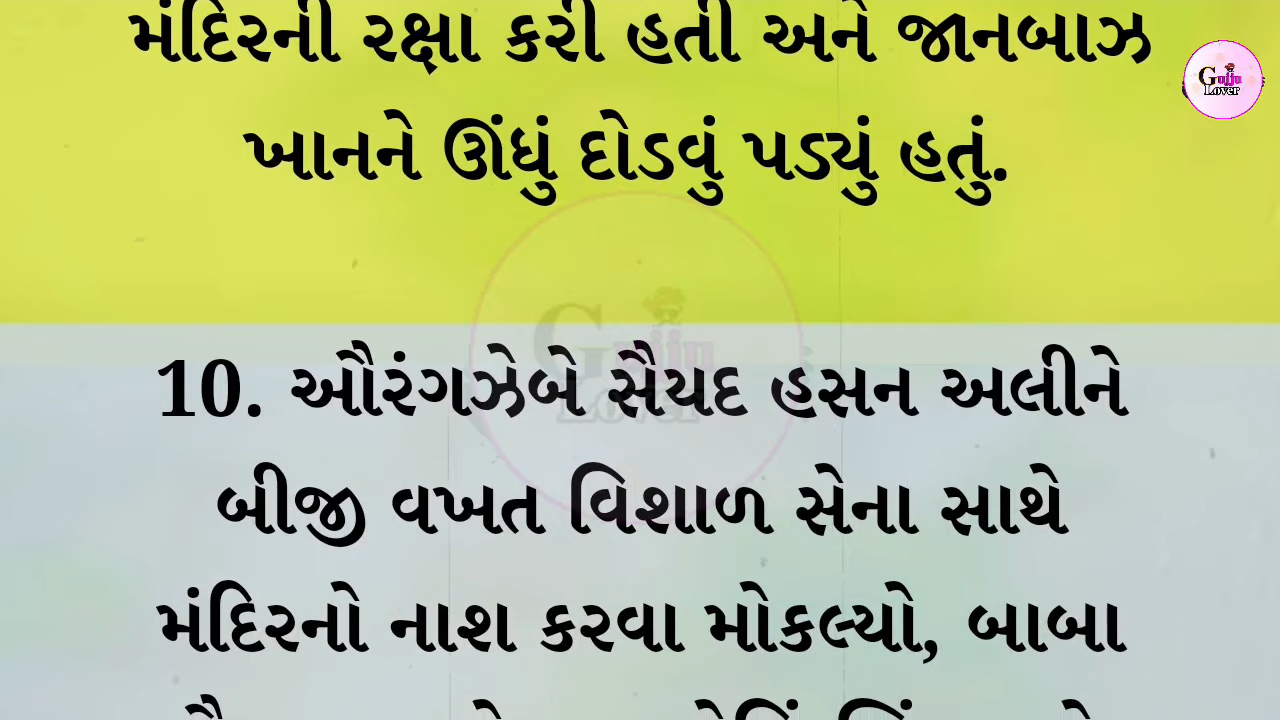 મંદિરની રક્ષા કરી હતી અને જાનબાઝ
ખાનને ઊંધું દોડવું પડ્યું હતું.
Gujju
Lover
10. ઔરંગઝેબે સૈયદ હસન અલીને
બીજી વખત વિશાળ સેના સાથે
મંદિરનો નાશ કરવા મોકલ્યો, બાબા